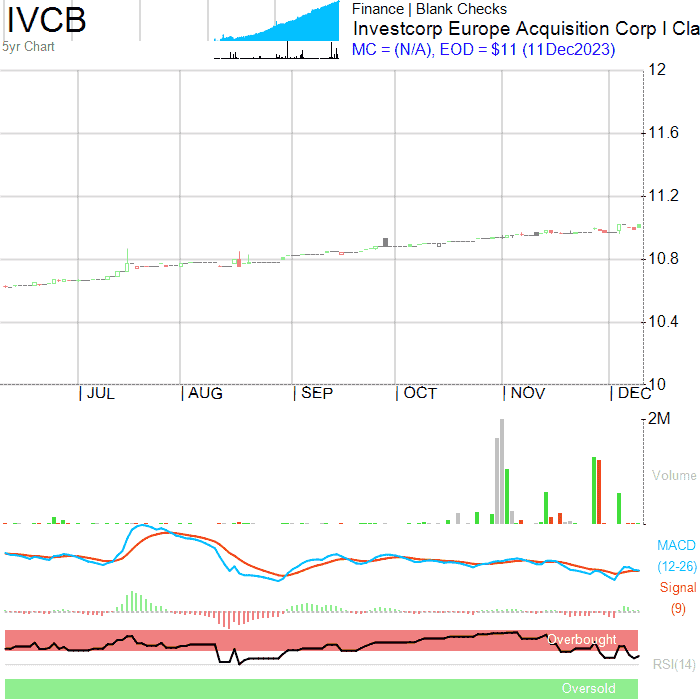 IVCB
5yr Chart
Finance | Blank Checks
Investcorp Europe Acquisition Corp I Cla
MC = (N/A), EOD = $11 (11Dec2023)
12
11.6
11.2
10.8
10.4
10
| JUL | AUG | SEP | OCT | NOV | DEC
2M
Volume
MACD
(12-26)
Signal
(9)
Overbought
RSI(14)
Oversold